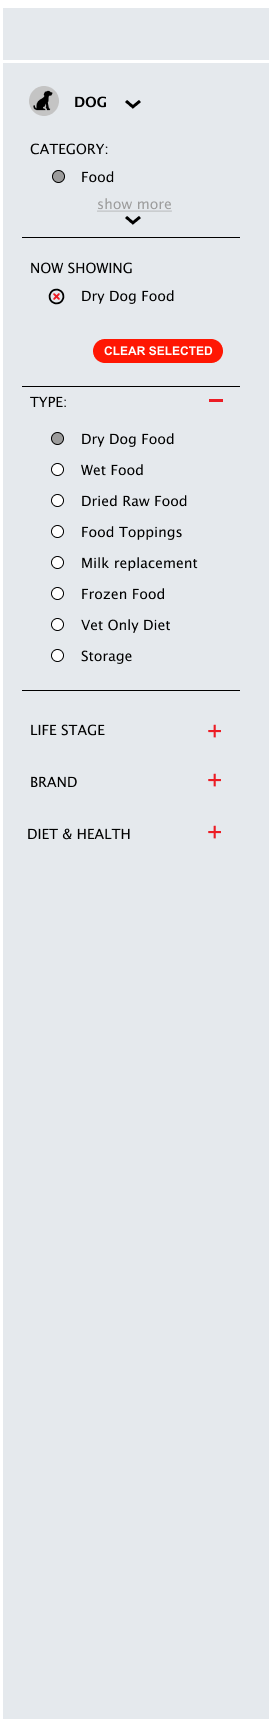 DOG
CATEGORY:
Food
show more
NOW SHOWING
Dry Dog Food
CLEAR SELECTED
TYPE:
Dry Dog Food
Wet Food
Dried Raw Food
Food Toppings
Milk replacement
Frozen Food
Vet Only Diet
Storage
LIFE STAGE
BRAND
DIET & HEALTH